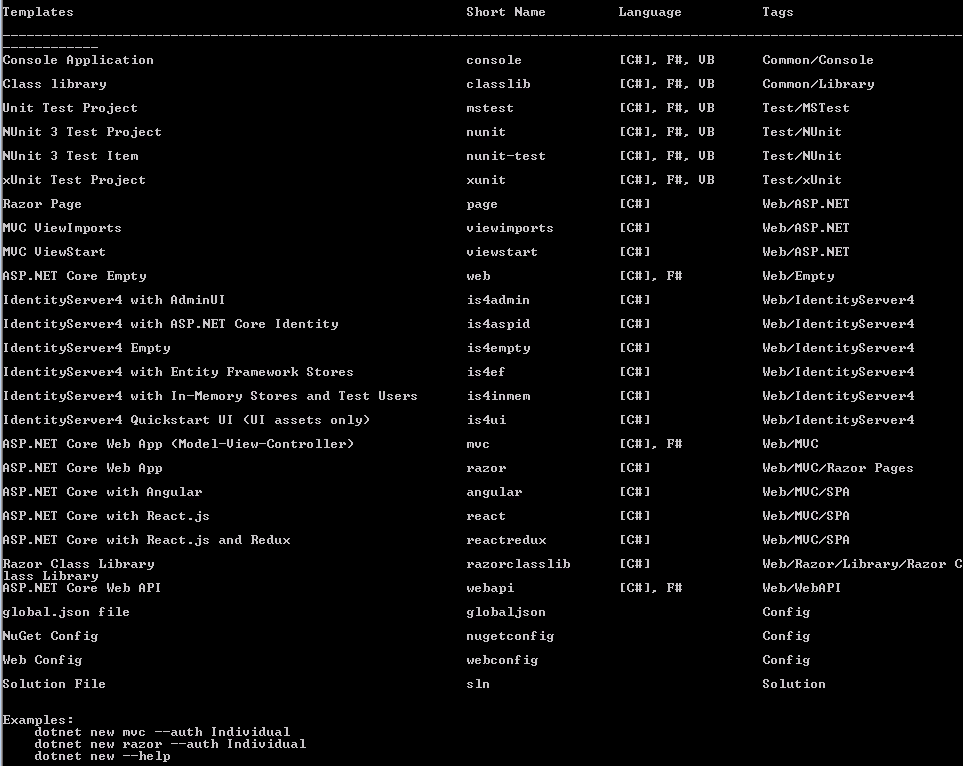 Templates Short Name Language Tags
------------------------------------------------------------------------------------------------------------------------
------------
Console Application console [C#], F#, VB Common/Console
Class library classlib [C#], F#, VB Common/Library
Unit Test Project mstest [C#], F#, VB Test/MSTest
NUnit 3 Test Project nunit [C#], F#, VB Test/NUnit
NUnit 3 Test Item nunit-test [C#], F#, VB Test/NUnit
xUnit Test Project xunit [C#], F#, VB Test/xUnit
Razor Page page [C#] Web/ASP.NET
MVC ViewImports viewimports [C#] Web/ASP.NET
MVC ViewStart viewstart [C#] Web/ASP.NET
ASP.NET Core Empty web [C#], F# Web/Empty
IdentityServer4 with AdminUI is4admin [C#] Web/IdentityServer4
IdentityServer4 with ASP.NET Core Identity is4aspid [C#] Web/IdentityServer4
IdentityServer4 Empty is4empty [C#] Web/IdentityServer4
IdentityServer4 with Entity Framework Stores is4ef [C#] Web/IdentityServer4
IdentityServer4 with In-Memory Stores and Test Users is4inmem [C#] Web/IdentityServer4
IdentityServer4 Quickstart UI (UI assets only) is4ui [C#] Web/IdentityServer4
ASP.NET Core Web App (Model-View-Controller) mvc [C#], F# Web/MVC
ASP.NET Core Web App razor [C#] Web/MVC/Razor Pages
ASP.NET Core with Angular angular [C#] Web/MVC/SPA
ASP.NET Core with React.js react [C#] Web/MVC/SPA
ASP.NET Core with React.js and Redux reactredux [C#] Web/MVC/SPA
Razor Class Library razorclasslib [C#] Web/Razor/Library/Razor C
lass Library
ASP.NET Core Web API webapi [C#], F# Web/WebAPI
global.json file globaljson Config
NuGet Config nugetconfig Config
Web Config webconfig Config
Solution File sln Solution
Examples:
dotnet new mvc --auth Individual
dotnet new razor --auth Individual
dotnet new --help